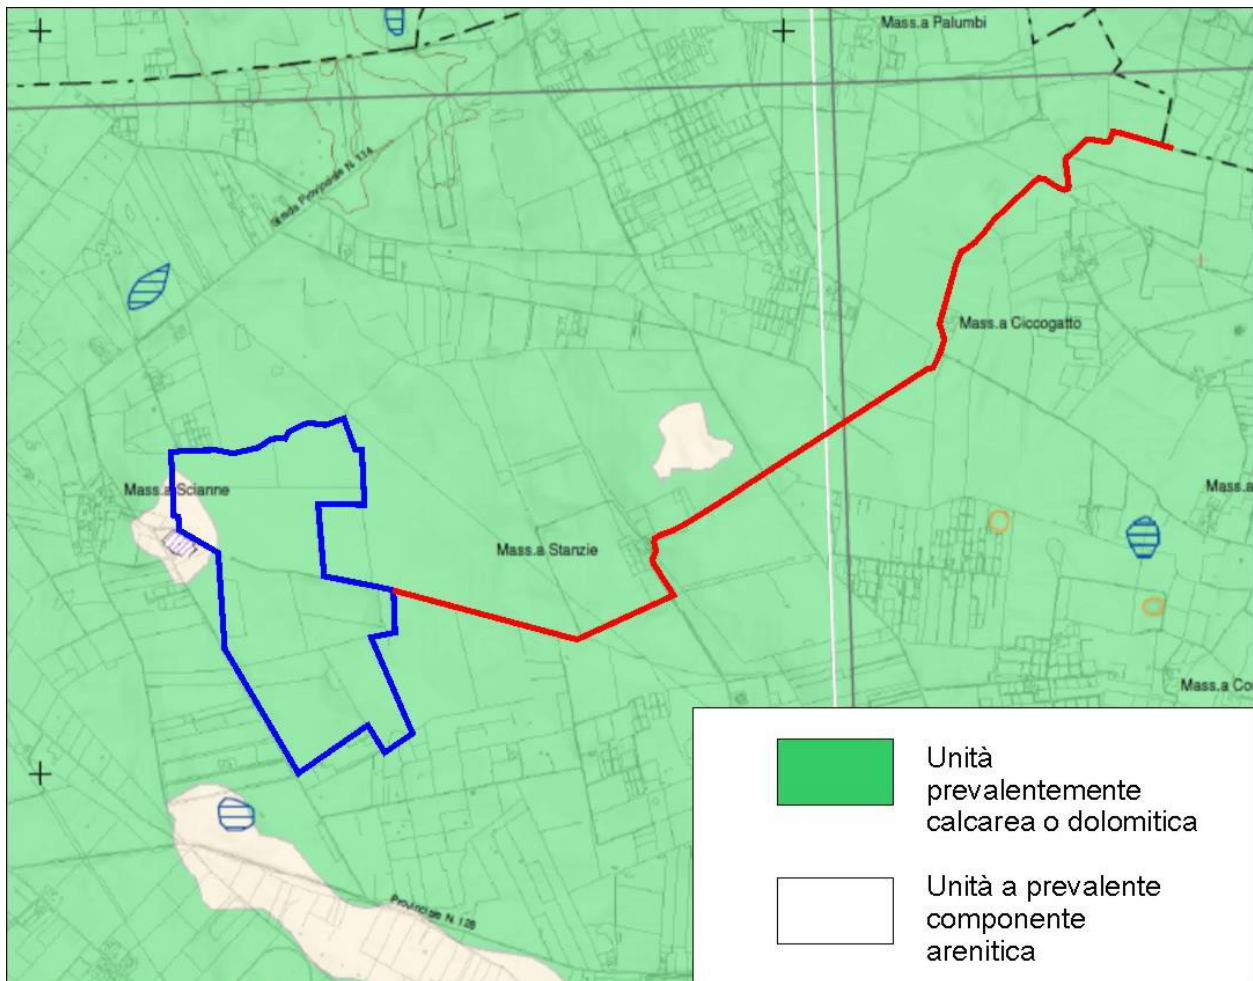 Mass.a Palumbi
Strada Provinciale N. 114
Mass.a Ciccogatto
Mass.a Scianne
Mass.a
Mass.a Stanzie
Mass.a Co
Provinciale N. 128
Unità
prevalentemente
calcarea o dolomitica
Unità a prevalente
componente
arenitica